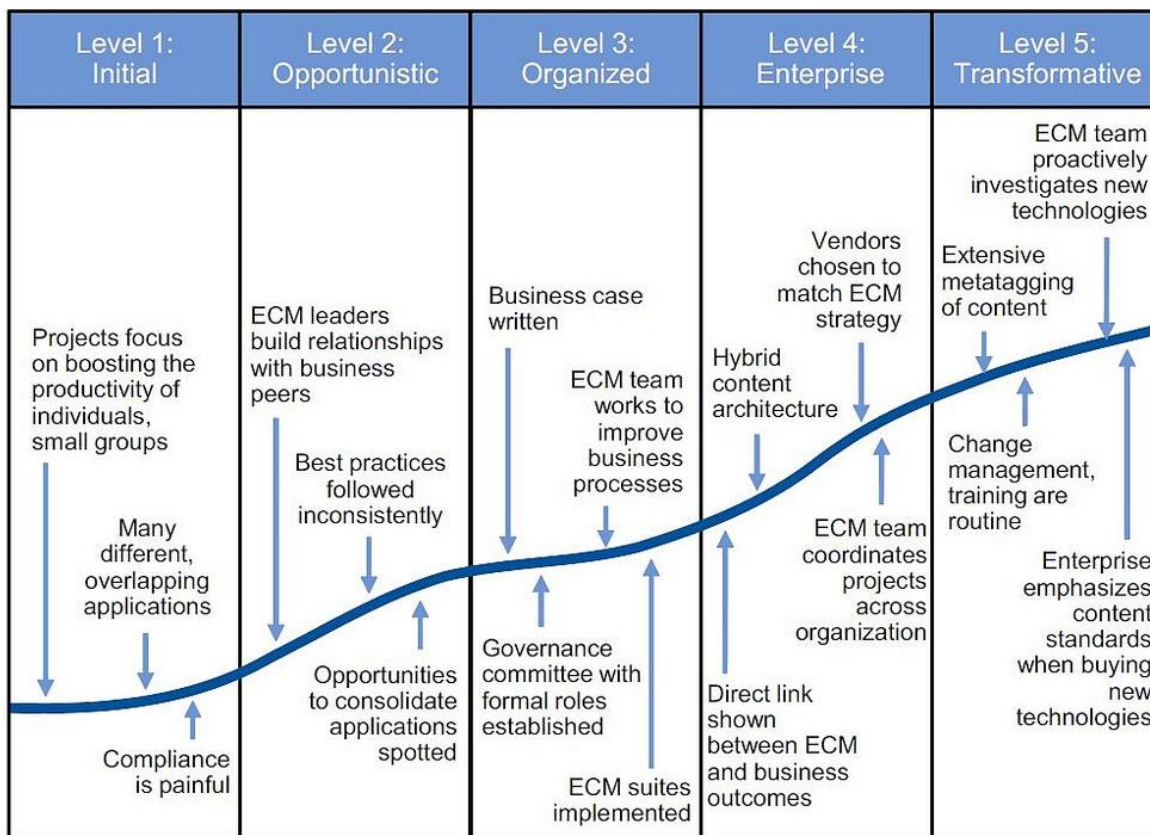 Level 1:
Initial
Level 2:
Opportunistic
Level 3:
Organized
Level 4:
Enterprise
Level 5:
Transformative
Projects focus
on boosting the
productivity of
individuals,
small groups
Many
different,
overlapping
applications
Compliance
is painful
ECM leaders
build relationships
with business
peers
Best practices
followed
inconsistently
Opportunities
to consolidate
applications
spotted
Business case
written
ECM team
works to
improve
business
processes
Governance
committee with
formal roles
established
ECM suites
implemented
Vendors
chosen to
match ECM
strategy
Hybrid
content
architecture
ECM team
coordinates
projects
across
organization
Direct link
shown
between ECM
and business
outcomes
ECM team
proactively
investigates new
technologies
Extensive
metatagging
of content
Change
management,
training are
routine
Enterprise
emphasizes
content
standards
when buying
new
technologies